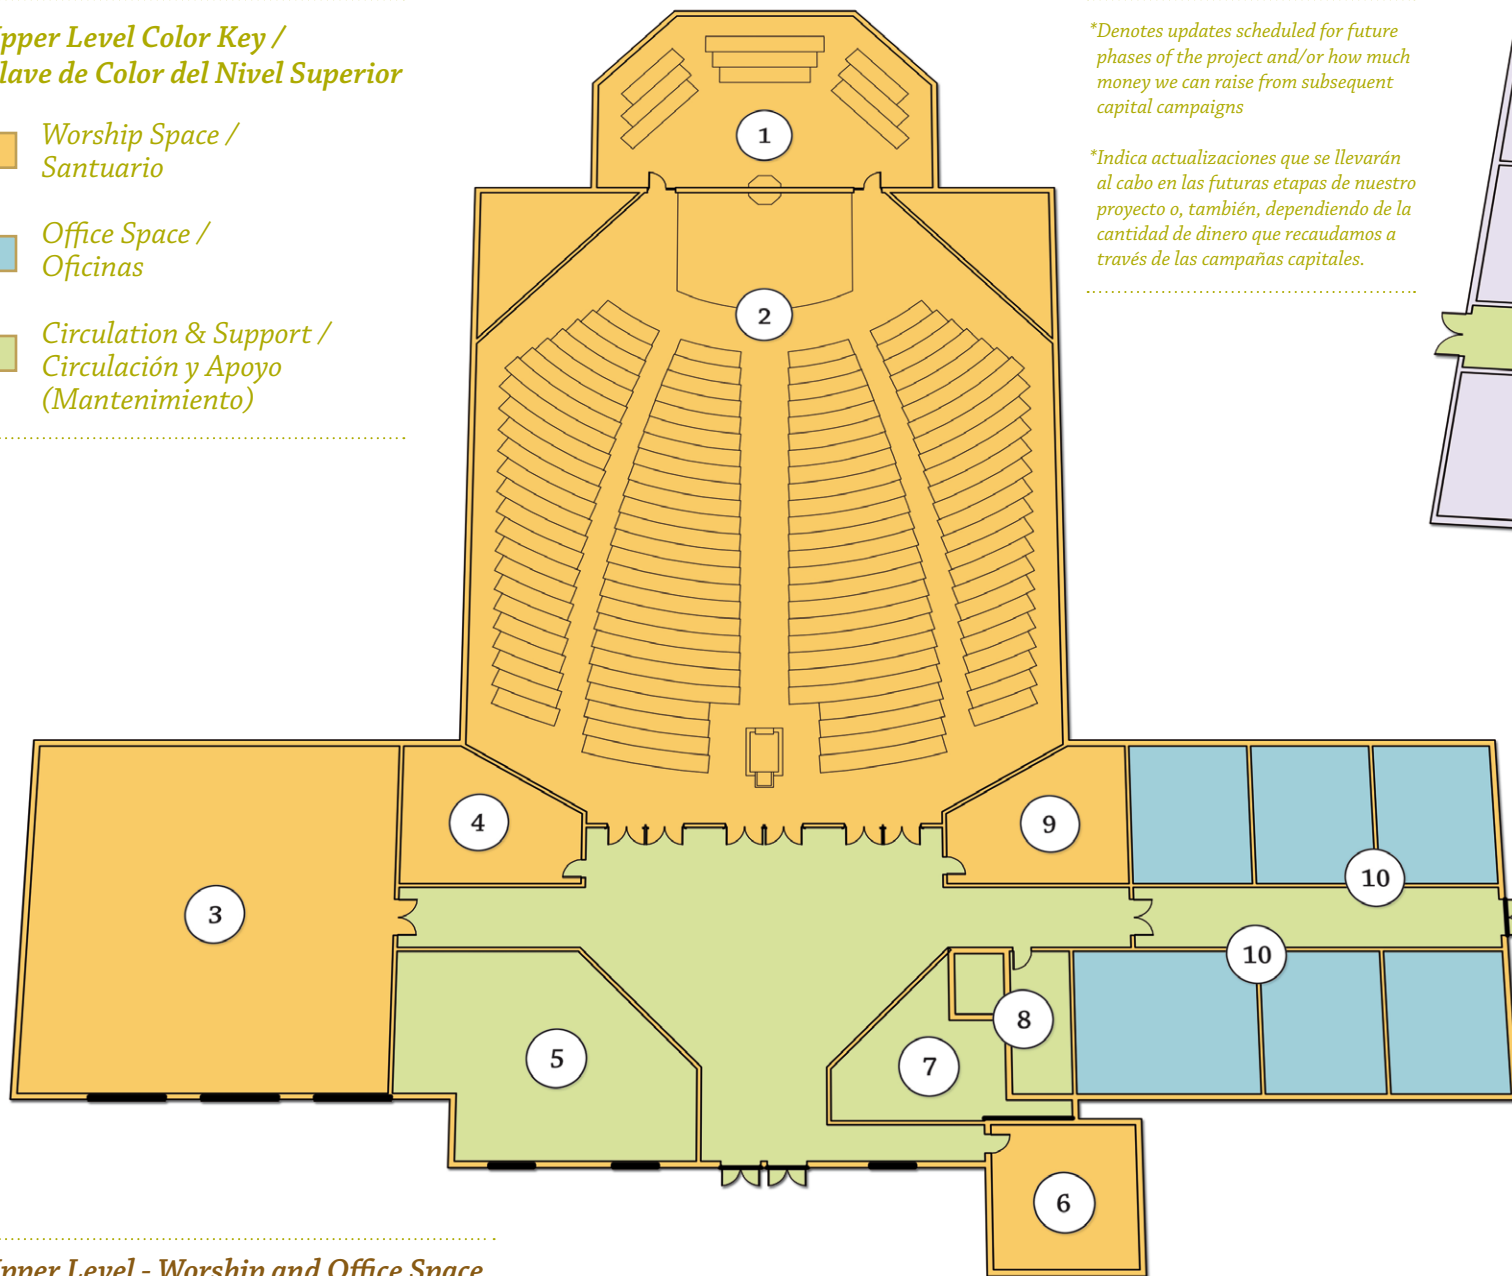 pper Level Color Key /
lave de Color del Nivel Superior
Worship Space /
Santuario
Office Space /
Oficinas
Circulation & Support /
Circulación y Apoyo
(Mantenimiento)
*Denotes updates scheduled for future
phases of the project and/or how much
money we can raise from subsequent
capital campaigns
*Indica actualizaciones que se llevarán
al cabo en las futuras etapas de nuestro
proyecto o, también, dependiendo de la
cantidad de dinero que recaudamos a
través de las campañas capitales.
1
2
3
4
5
6
7
8
9
10
10
pper Level - Worship and Office Space